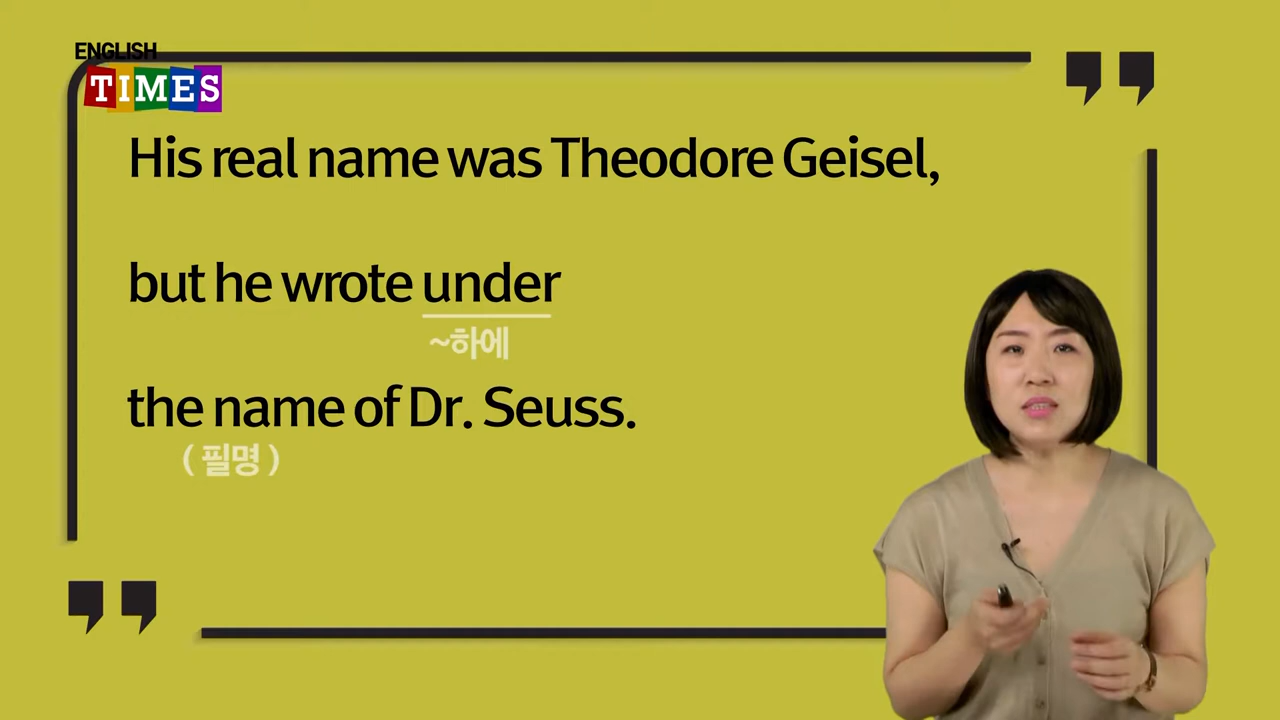 ENGLISH
TIMES
His real name was Theodore Geisel,
but he wrote under
~하에
the name of Dr. Seuss.
( 필명 )